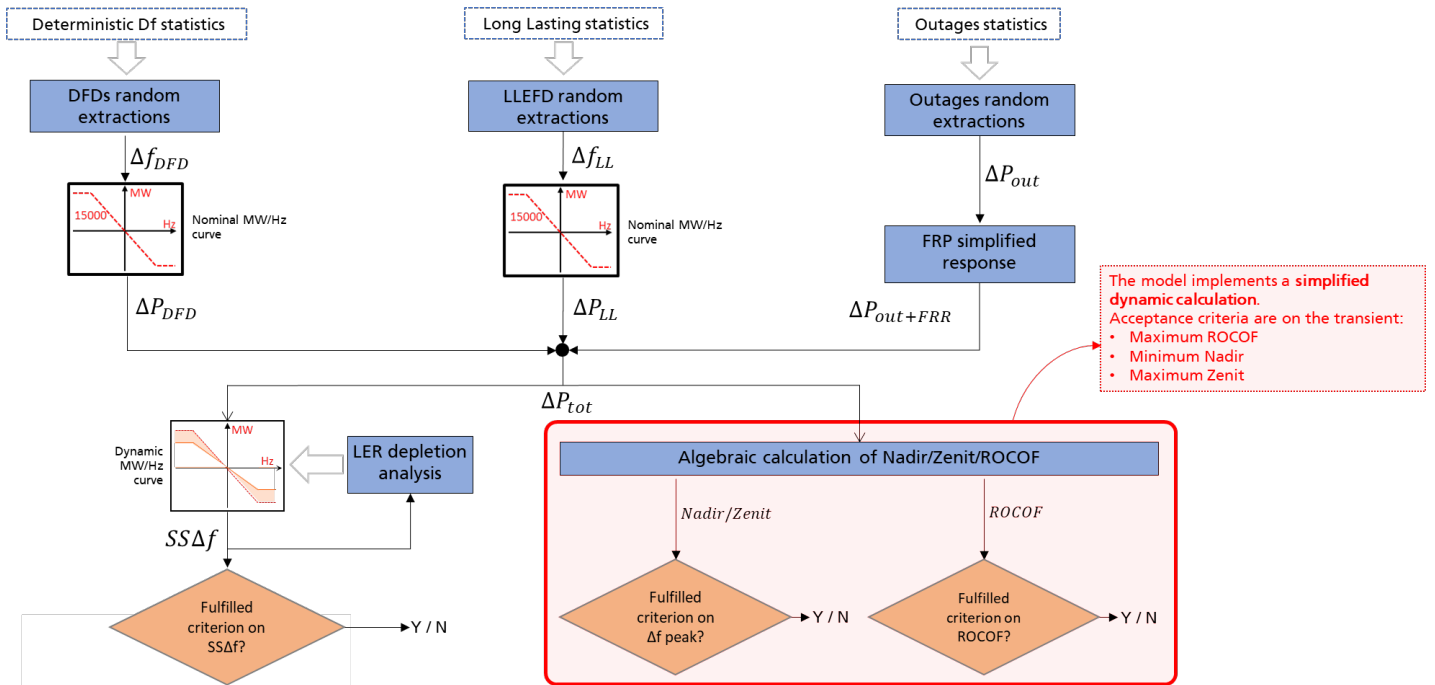 Deterministic Df statistics
Long Lasting statistics
Outages statistics
DFDs random
extractions
LLEFD random
extractions
Outages random
extractions
Δf_DFD
Δf_LL
ΔP_out
MW
15000
Hz
Nominal MW/Hz
curve
MW
15000
Hz
Nominal MW/Hz
curve
FRP simplified
response
ΔP_DFD
ΔP_LL
ΔP_out+FRR
The model implements a simplified
dynamic calculation.
Acceptance criteria are on the transient:
• Maximum ROCOF
• Minimum Nadir
• Maximum Zenit
ΔP_tot
MW
Hz
Dynamic
MW/Hz
curve
LER depletion
analysis
Algebraic calculation of Nadir/Zenit/ROCOF
Nadir/Zenit
ROCOF
SSΔf
Fulfilled
criterion on
SSΔf?
Y / N
Fulfilled
criterion on
Δf peak?
Y / N
Fulfilled
criterion on
ROCOF?
Y / N